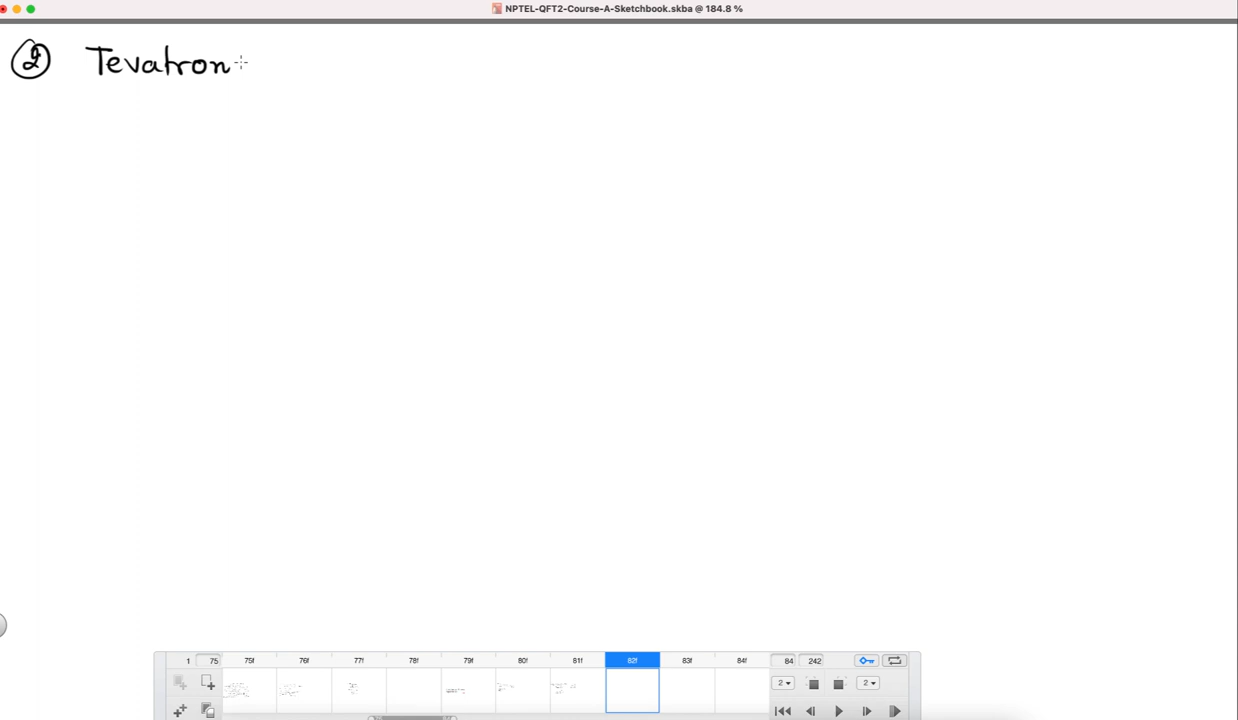 NPTEL-QFT2-Course-A-Sketchbook.skba @ 184.8 %
② Tevatron
1 75 75f 76f 77f 78f 79f 80f 81f 82f 83f 84f 84 242
2 2